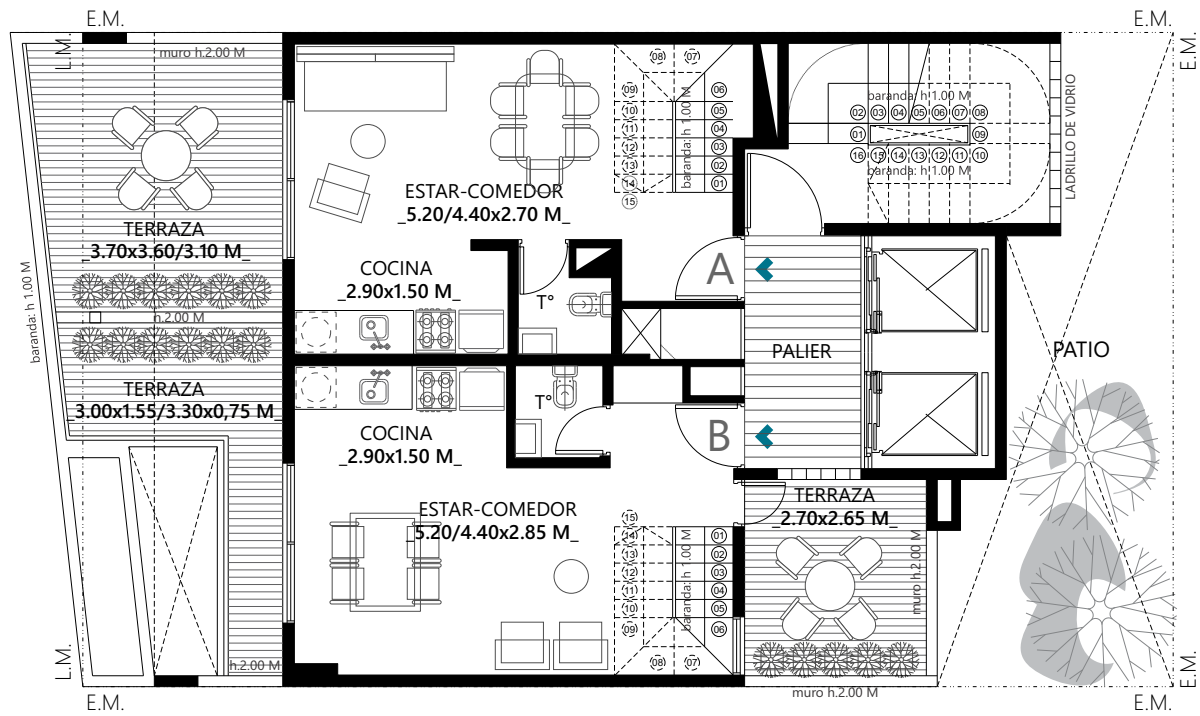 E.M.
E.M.
L.M.
E.M.
muro h.2.00 M
08 07
09
10
11
12
13
14
15
06
05
04
03
02
01
baranda: h 1.00 M
baranda: h 1.00 M
02 03 04 05 06 07 08
01 09
16 15 14 13 12 11 10
baranda: h 1.00 M
LADRILLO DE VIDRIO
ESTAR-COMEDOR
_5.20/4.40x2.70 M_
TERRAZA
_3.70x3.60/3.10 M_
COCINA
_2.90x1.50 M_
T°
A
baranda: h 1.00 M
h.2.00 M
PALIER
PATIO
TERRAZA
_3.00x1.55/3.30x0,75 M_
T°
B
COCINA
_2.90x1.50 M_
ESTAR-COMEDOR
_5.20/4.40x2.85 M_
TERRAZA
_2.70x2.65 M_
15
14
13
12
11
10
09
01
02
03
04
05
06
baranda: h 1.00 M
08 07
muro h.2.00 M
h.2.00 M
muro h.2.00 M
L.M.
E.M.
E.M.
E.M.